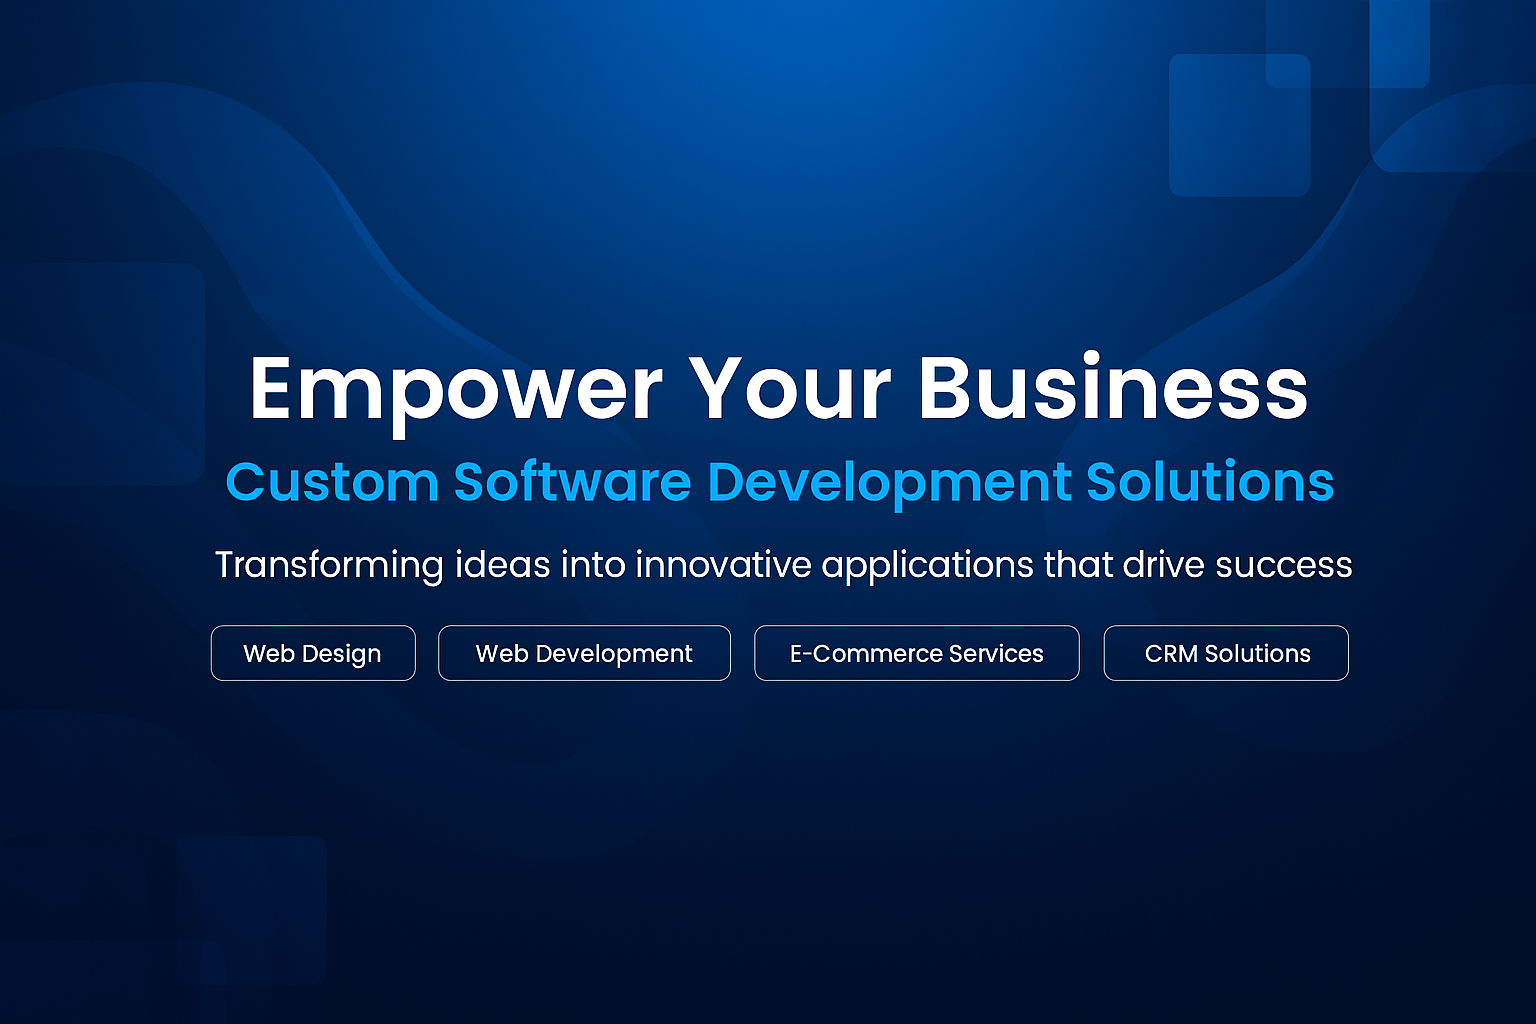 Empower Your Business
Custom Software Development Solutions
Transforming ideas into innovative applications that drive success
Web Design
Web Development
E-Commerce Services
CRM Solutions